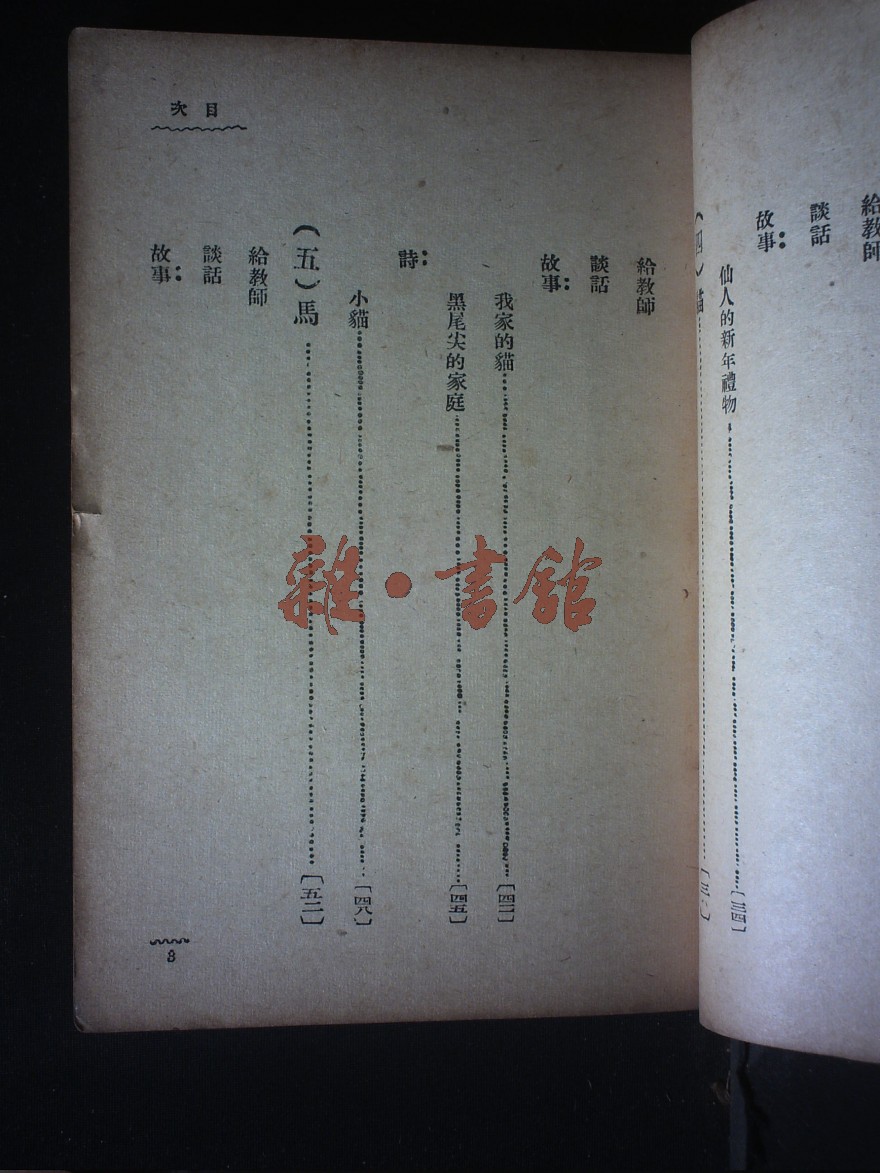 給教師
談話
故事：
仙人的新年禮物……〔三四〕
（四）貓……
目次
給教師
談話
故事：
我家的貓……〔四二〕
黑尾尖的家庭……〔四五〕
詩：
小貓……〔四八〕
（五）馬……〔五二〕
給教師
談話
故事：
3
雜·書館